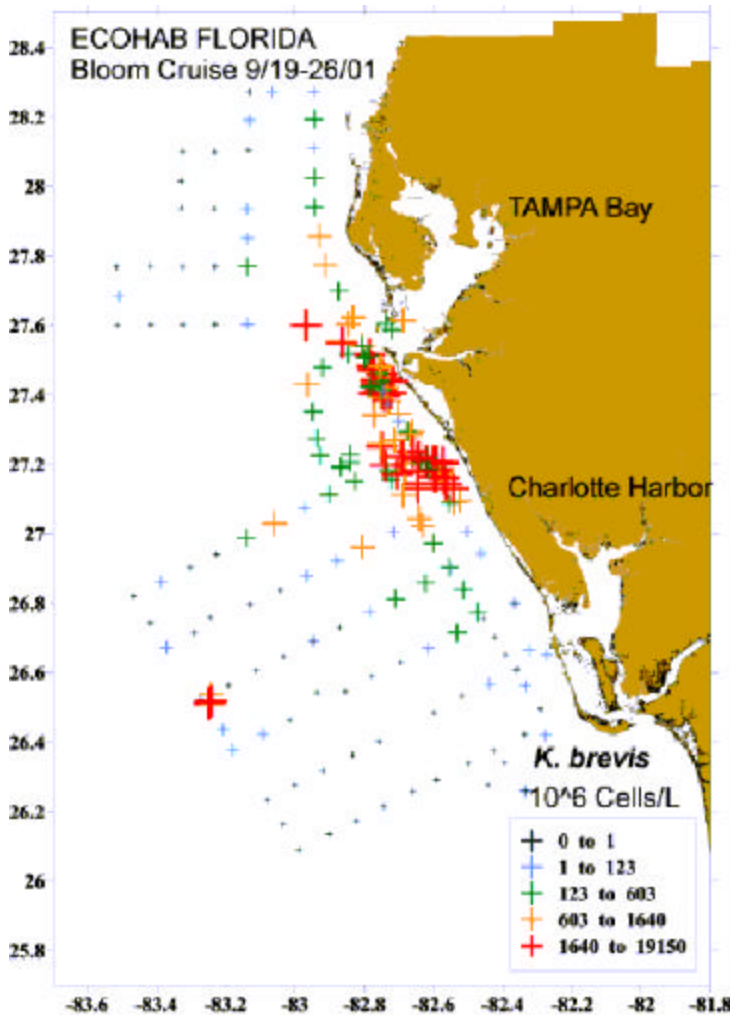 ECOHAB FLORIDA
Bloom Cruise 9/19-26/01
28.4
28.2
28
27.8
27.6
27.4
27.2
27
26.8
26.6
26.4
26.2
26
25.8
TAMPA Bay
Charlotte Harbor
K. brevis
10^6 Cells/L
0 to 1
1 to 123
123 to 603
603 to 1640
1640 to 19150
-83.6 -83.4 -83.2 -83 -82.8 -82.6 -82.4 -82.2 -82 -81.8